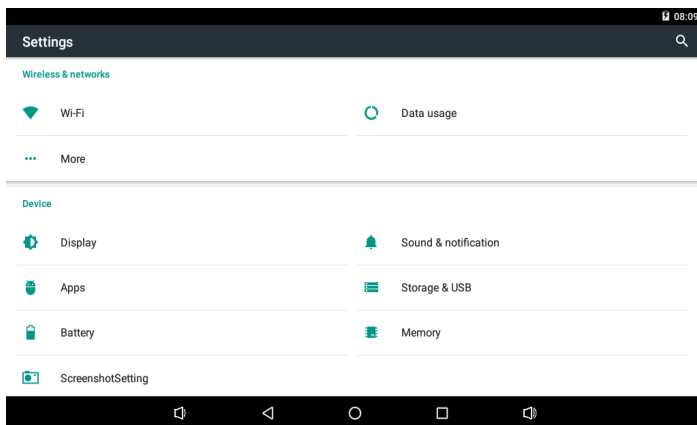 08:09
Settings
Wireless & networks
Wi-Fi
Data usage
More
Device
Display
Sound & notification
Apps
Storage & USB
Battery
Memory
ScreenshotSetting